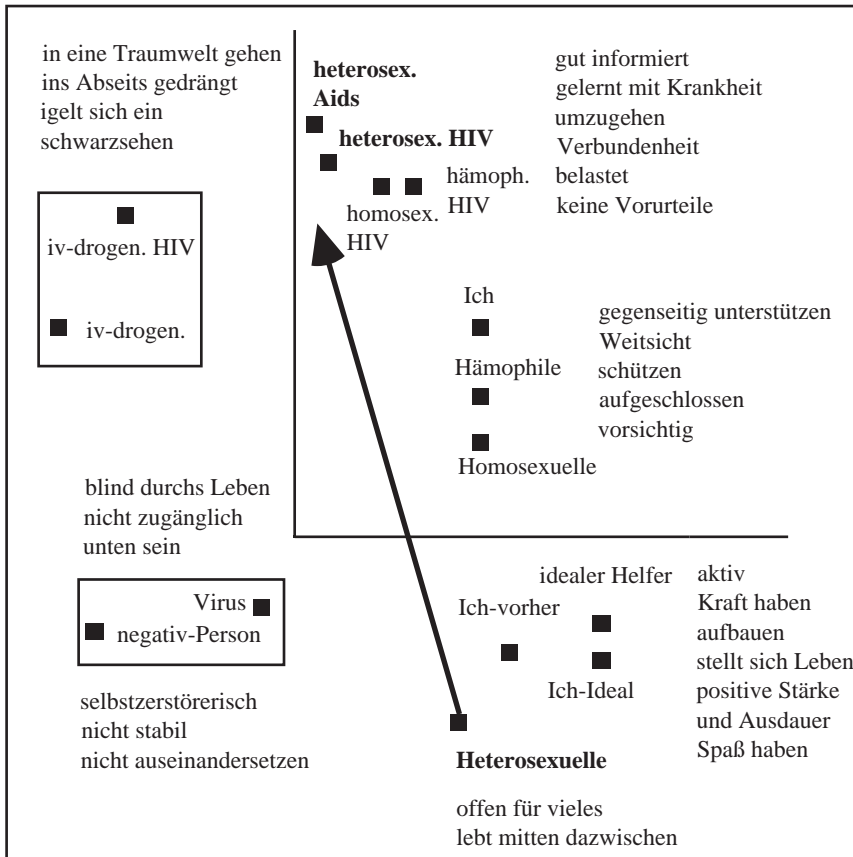 in eine Traumwelt gehen
ins Abseits gedrängt
igelt sich ein
schwarzsehen
heterosex.
Aids
heterosex. HIV
hämoph.
HIV
homosex.
HIV
gut informiert
gelernt mit Krankheit
umzugehen
Verbundenheit
belastet
keine Vorurteile
iv-drogen. HIV
iv-drogen.
Ich
Hämophile
Homosexuelle
gegenseitig unterstützen
Weitsicht
schützen
aufgeschlossen
vorsichtig
blind durchs Leben
nicht zugänglich
unten sein
Virus
negativ-Person
selbstzerstörerisch
nicht stabil
nicht auseinandersetzen
idealer Helfer
Ich-vorher
Ich-Ideal
aktiv
Kraft haben
aufbauen
stellt sich Leben
positive Stärke
und Ausdauer
Spaß haben
Heterosexuelle
offen für vieles
lebt mitten dazwischen